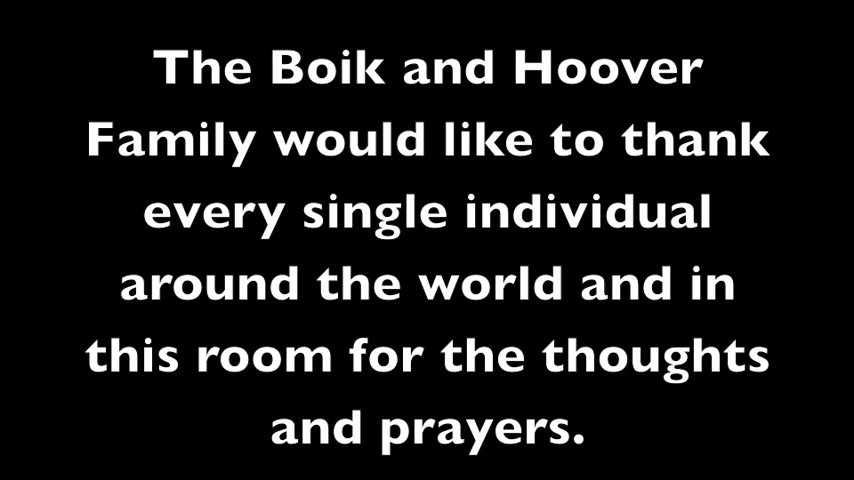 The Boik and Hoover
Family would like to thank
every single individual
around the world and in
this room for the thoughts
and prayers.